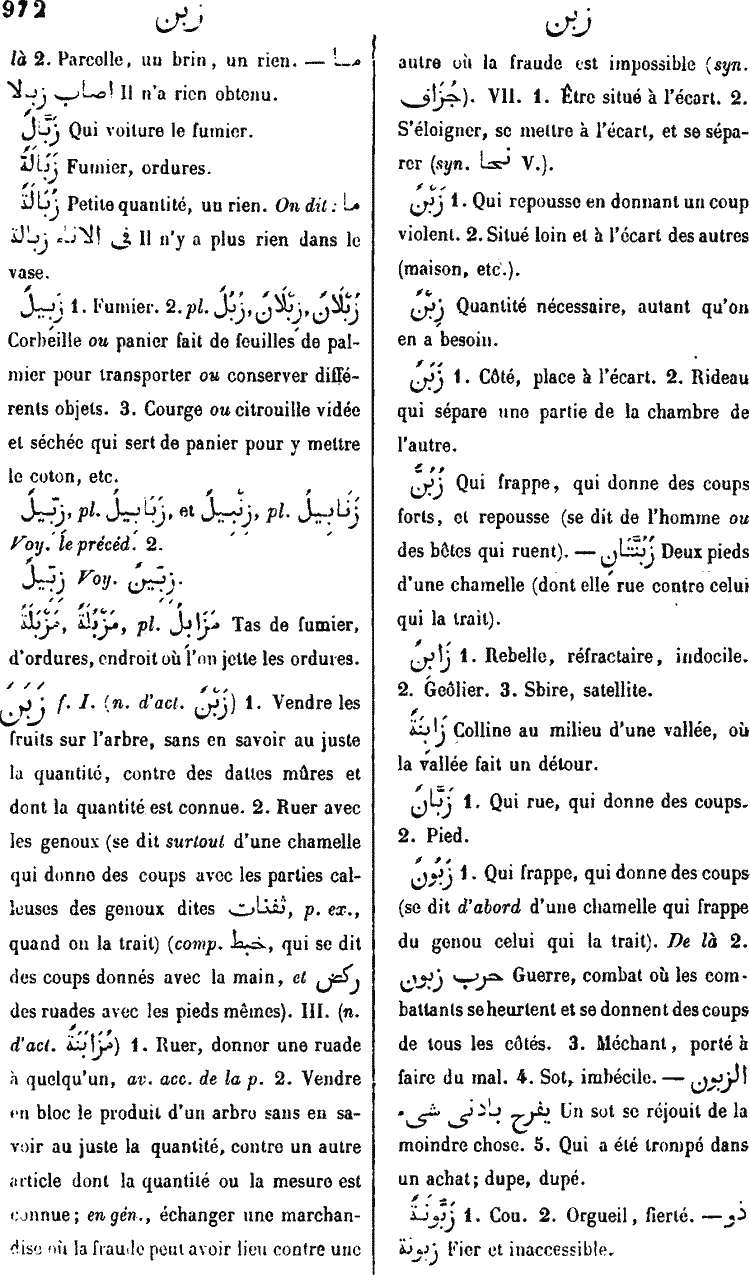 972
زبن
زبن
là 2. Parcelle, un brin, un rien. — ما
اصاب زبلا Il n'a rien obtenu.
زَبَّالٌ Qui voiture le fumier.
زِبَالَةٌ Fumier, ordures.
زُبَالَةٌ Petite quantité, un rien. On dit : ما
فى الاناء زبالة Il n'y a plus rien dans le
vase.
زَبِيلٌ 1. Fumier. 2. pl. زُبُلٌ, زِبْلَانٌ, زُبْلَانٌ
Corbeille ou panier fait de feuilles de pal-
mier pour transporter ou conserver diffé-
rents objets. 3. Courge ou citrouille vidée
et séchée qui sert de panier pour y mettre
le coton, etc.
زِبِّيلٌ, pl. زَبَابِيلُ, et زِنْبِيلٌ, pl. زَنَابِيلُ
Voy. le précéd. 2.
زِبِّيلٌ Voy. زِبِّينٌ.
مَزْبَلَةٌ, مَزْبُلَةٌ, pl. مَزَابِلُ Tas de fumier,
d'ordures, endroit où l'on jette les ordures.
زَبَنَ f. I. (n. d'act. زَبْنٌ) 1. Vendre les
fruits sur l'arbre, sans en savoir au juste
la quantité, contre des dattes mûres et
dont la quantité est connue. 2. Ruer avec
les genoux (se dit surtout d'une chamelle
qui donne des coups avec les parties cal-
leuses des genoux dites ثفنات, p. ex.,
quand on la trait) (comp. خبط, qui se dit
des coups donnés avec la main, et ركض
des ruades avec les pieds mêmes). III. (n.
d'act. مُزَابَنَةٌ) 1. Ruer, donner une ruade
à quelqu'un, av. acc. de la p. 2. Vendre
en bloc le produit d'un arbre sans en sa-
voir au juste la quantité, contre un autre
article dont la quantité ou la mesure est
connue ; en gén., échanger une marchan-
dise où la fraude peut avoir lieu contre une
autre où la fraude est impossible (syn.
جُزَافٌ). VII. 1. Être situé à l'écart. 2.
S'éloigner, se mettre à l'écart, et se sépa-
rer (syn. نحا V.).
زَبْنٌ 1. Qui repousse en donnant un coup
violent. 2. Situé loin et à l'écart des autres
(maison, etc.).
زِبْنٌ Quantité nécessaire, autant qu'on
en a besoin.
زَبَنٌ 1. Côté, place à l'écart. 2. Rideau
qui sépare une partie de la chambre de
l'autre.
زُبُنٌّ Qui frappe, qui donne des coups
forts, et repousse (se dit de l'homme ou
des bêtes qui ruent). — زُبُنَّتَانِ Deux pieds
d'une chamelle (dont elle rue contre celui
qui la trait).
زَابِنٌ 1. Rebelle, réfractaire, indocile.
2. Geôlier. 3. Sbire, satellite.
زَابِنَةٌ Colline au milieu d'une vallée, où
la vallée fait un détour.
زَبَّانٌ 1. Qui rue, qui donne des coups.
2. Pied.
زَبُونٌ 1. Qui frappe, qui donne des coups
(se dit d'abord d'une chamelle qui frappe
du genou celui qui la trait). De là 2.
حرب زبون Guerre, combat où les com-
battants se heurtent et se donnent des coups
de tous les côtés. 3. Méchant, porté à
faire du mal. 4. Sot, imbécile. — الزبون
يفرح بادنى شىء Un sot se réjouit de la
moindre chose. 5. Qui a été trompé dans
un achat ; dupe, dupé.
زَبُّونَةٌ 1. Cou. 2. Orgueil, fierté. — ذو
زبونة Fier et inaccessible.